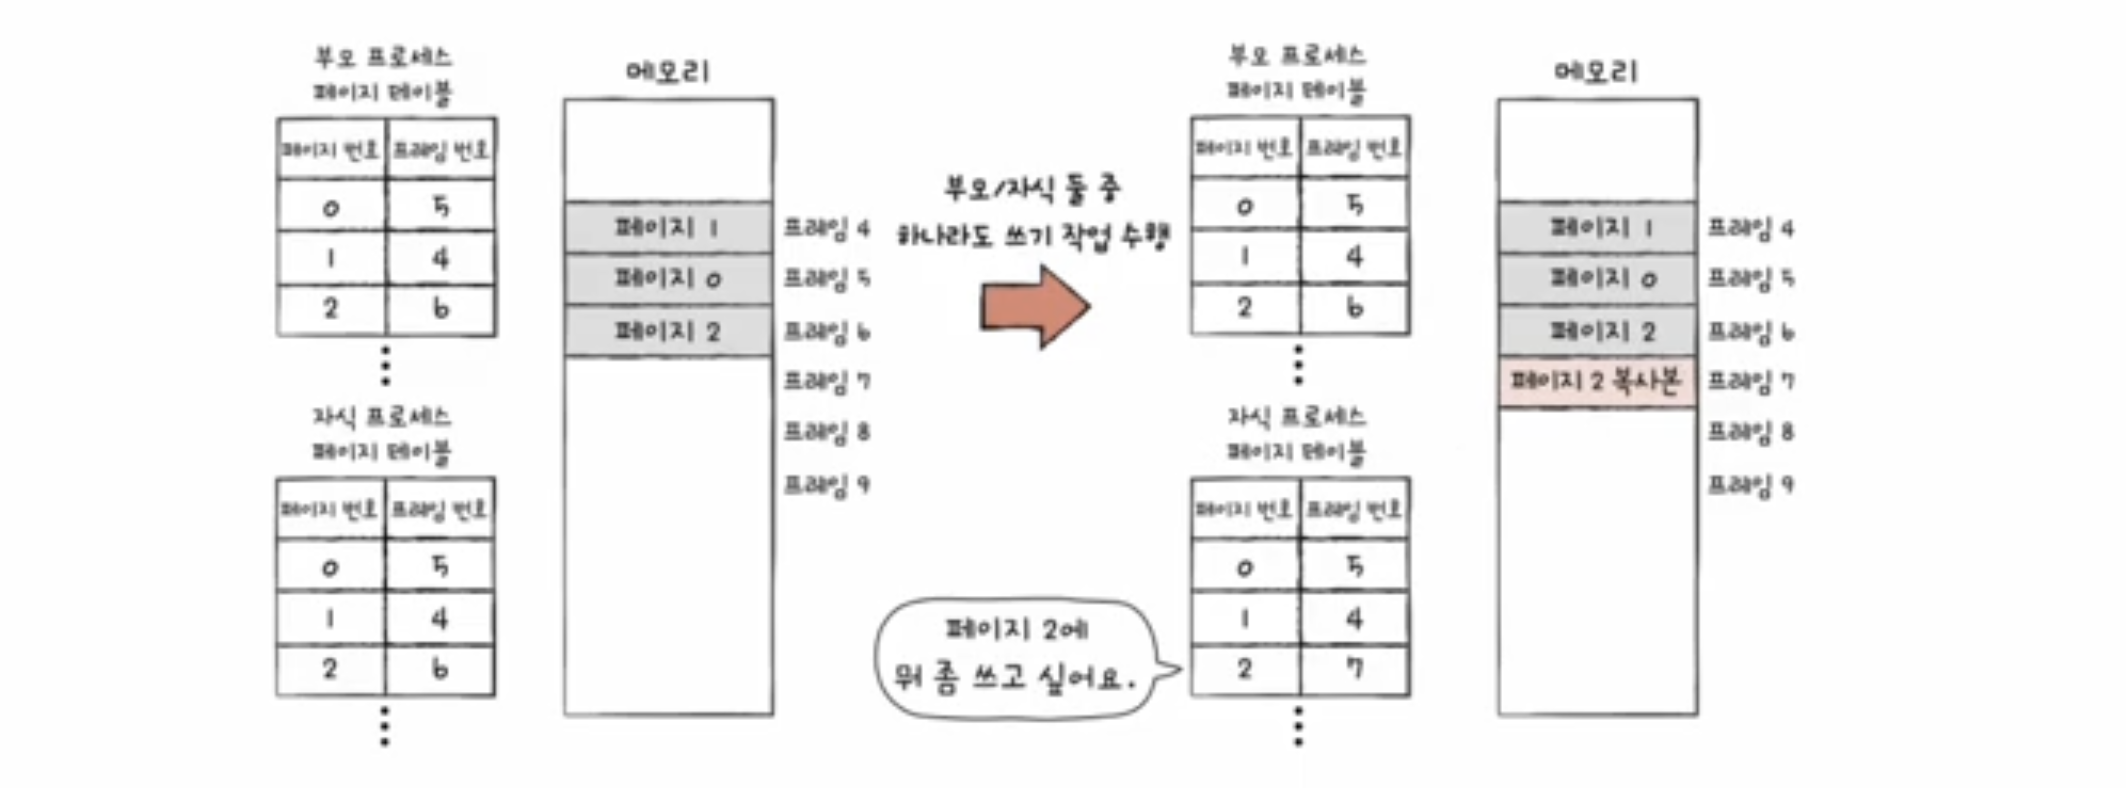 부모 프로세스
페이지 테이블
페이지 번호 프레임 번호
0 5
1 4
2 6
자식 프로세스
페이지 테이블
페이지 번호 프레임 번호
0 5
1 4
2 6
메모리
페이지 1 프레임 4
페이지 0 프레임 5
페이지 2 프레임 6
프레임 7
프레임 8
프레임 9
부모/자식 둘 중
하나라도 쓰기 작업 수행
페이지 2에
뭐 좀 쓰고 싶어요.
부모 프로세스
페이지 테이블
페이지 번호 프레임 번호
0 5
1 4
2 6
자식 프로세스
페이지 테이블
페이지 번호 프레임 번호
0 5
1 4
2 7
메모리
페이지 1 프레임 4
페이지 0 프레임 5
페이지 2 프레임 6
페이지 2 복사본 프레임 7
프레임 8
프레임 9